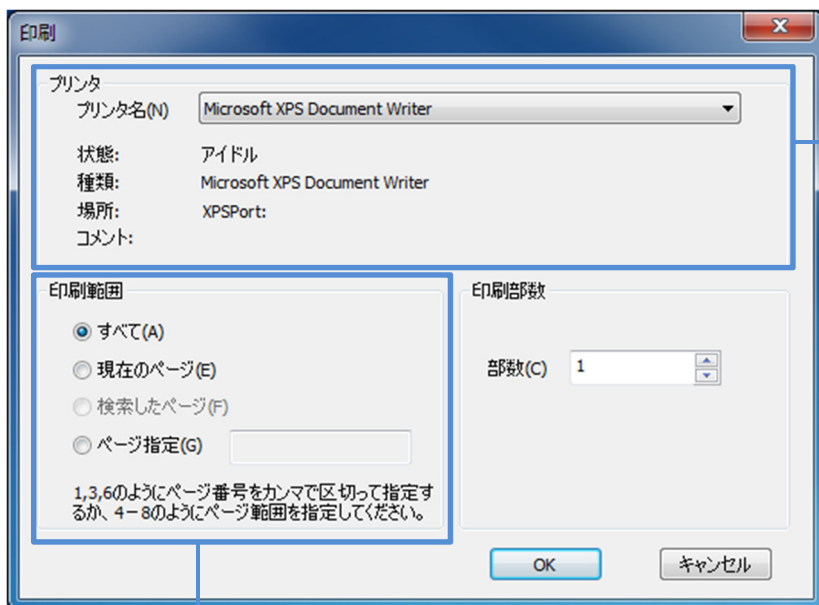 印刷
プリンタ
プリンタ名(N) Microsoft XPS Document Writer
状態: アイドル
種類: Microsoft XPS Document Writer
場所: XPSPort:
コメント:
印刷範囲
すべて(A)
現在のページ(E)
検索したページ(F)
ページ指定(G)
1,3,6のようにページ番号をカンマで区切って指定す
るか、4－8のようにページ範囲を指定してください。
印刷部数
部数(C) 1
OK キャンセル